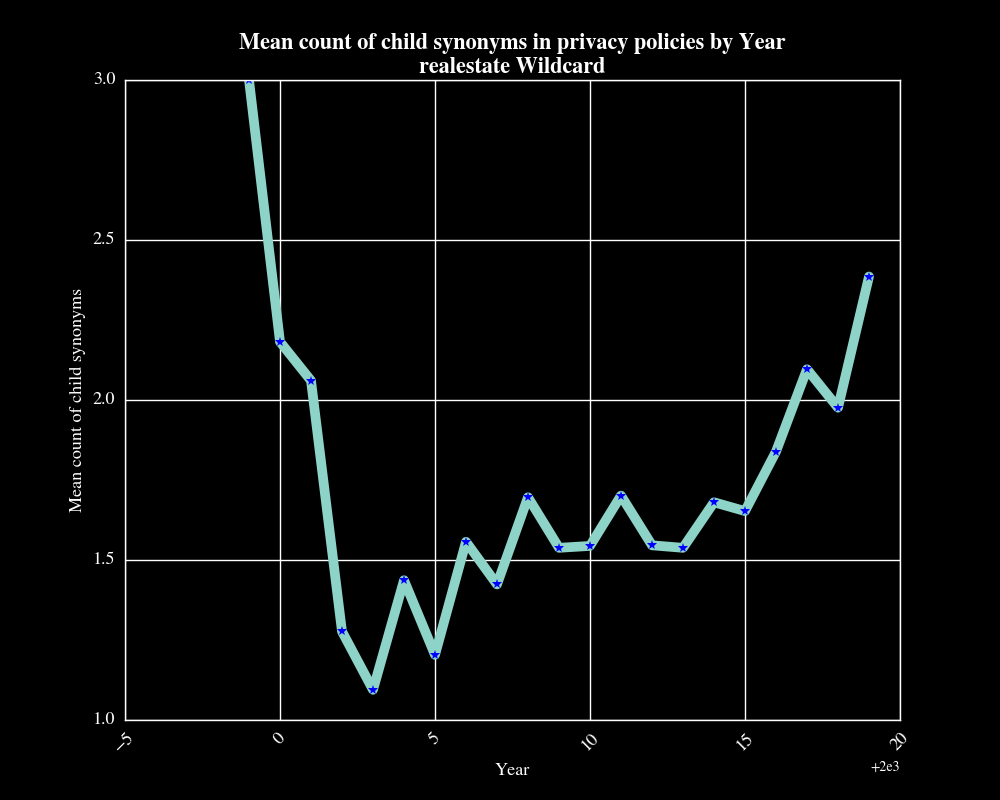 Mean count of child synonyms in privacy policies by Year
realestate Wildcard
3.0
2.5
2.0
1.5
1.0
Mean count of child synonyms
−5
0
5
10
15
20
Year
+2e3